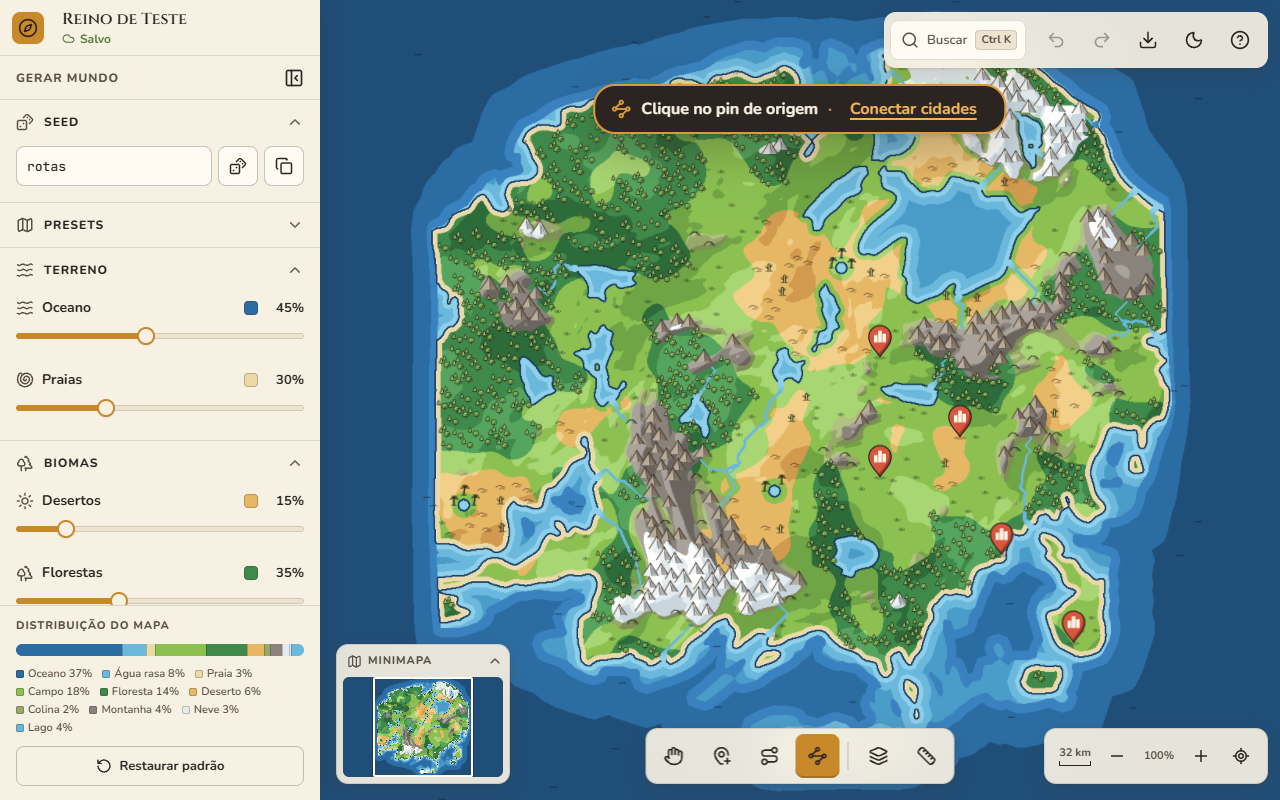 Reino de Teste
Salvo
GERAR MUNDO
SEED
rotas
PRESETS
TERRENO
Oceano 45%
Praias 30%
BIOMAS
Desertos 15%
Florestas 35%
DISTRIBUIÇÃO DO MAPA
Oceano 37% Água rasa 8% Praia 3%
Campo 18% Floresta 14% Deserto 6%
Colina 2% Montanha 4% Neve 3%
Lago 4%
Restaurar padrão
Buscar Ctrl K
Clique no pin de origem · Conectar cidades
MINIMAPA
32 km
100%